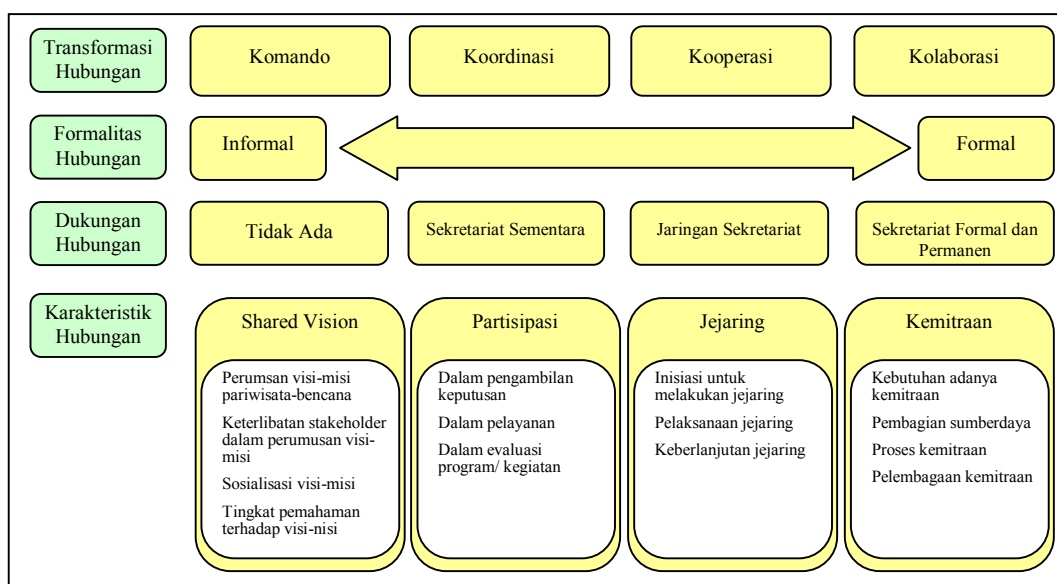 Transformasi
Hubungan
Komando
Koordinasi
Kooperasi
Kolaborasi
Formalitas
Hubungan
Informal
Formal
Dukungan
Hubungan
Tidak Ada
Sekretariat Sementara
Jaringan Sekretariat
Sekretariat Formal dan
Permanen
Karakteristik
Hubungan
Shared Vision
Perumsan visi-misi
pariwisata-bencana
Keterlibatan stakeholder
dalam perumusan visi-
misi
Sosialisasi visi-misi
Tingkat pemahaman
terhadap visi-nisi
Partisipasi
Dalam pengambilan
keputusan
Dalam pelayanan
Dalam evaluasi
program/ kegiatan
Jejaring
Inisiasi untuk
melakukan jejaring
Pelaksanaan jejaring
Keberlanjutan jejaring
Kemitraan
Kebutuhan adanya
kemitraan
Pembagian sumberdaya
Proses kemitraan
Pelembagaan kemitraan